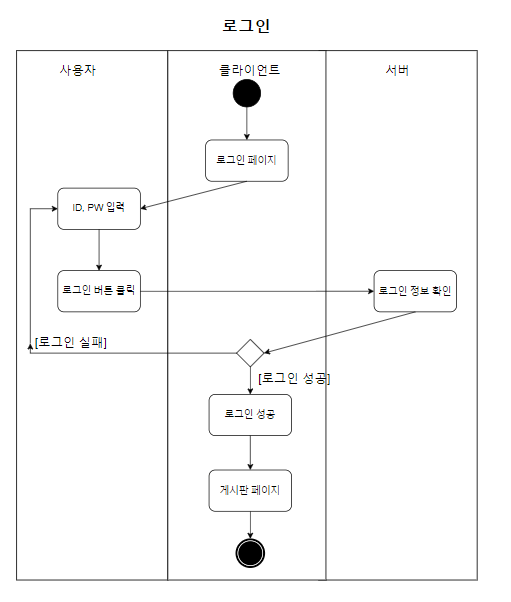 로그인
사용자
클라이언트
서버
로그인 페이지
ID, PW 입력
로그인 버튼 클릭
로그인 정보 확인
[로그인 실패]
[로그인 성공]
로그인 성공
게시판 페이지